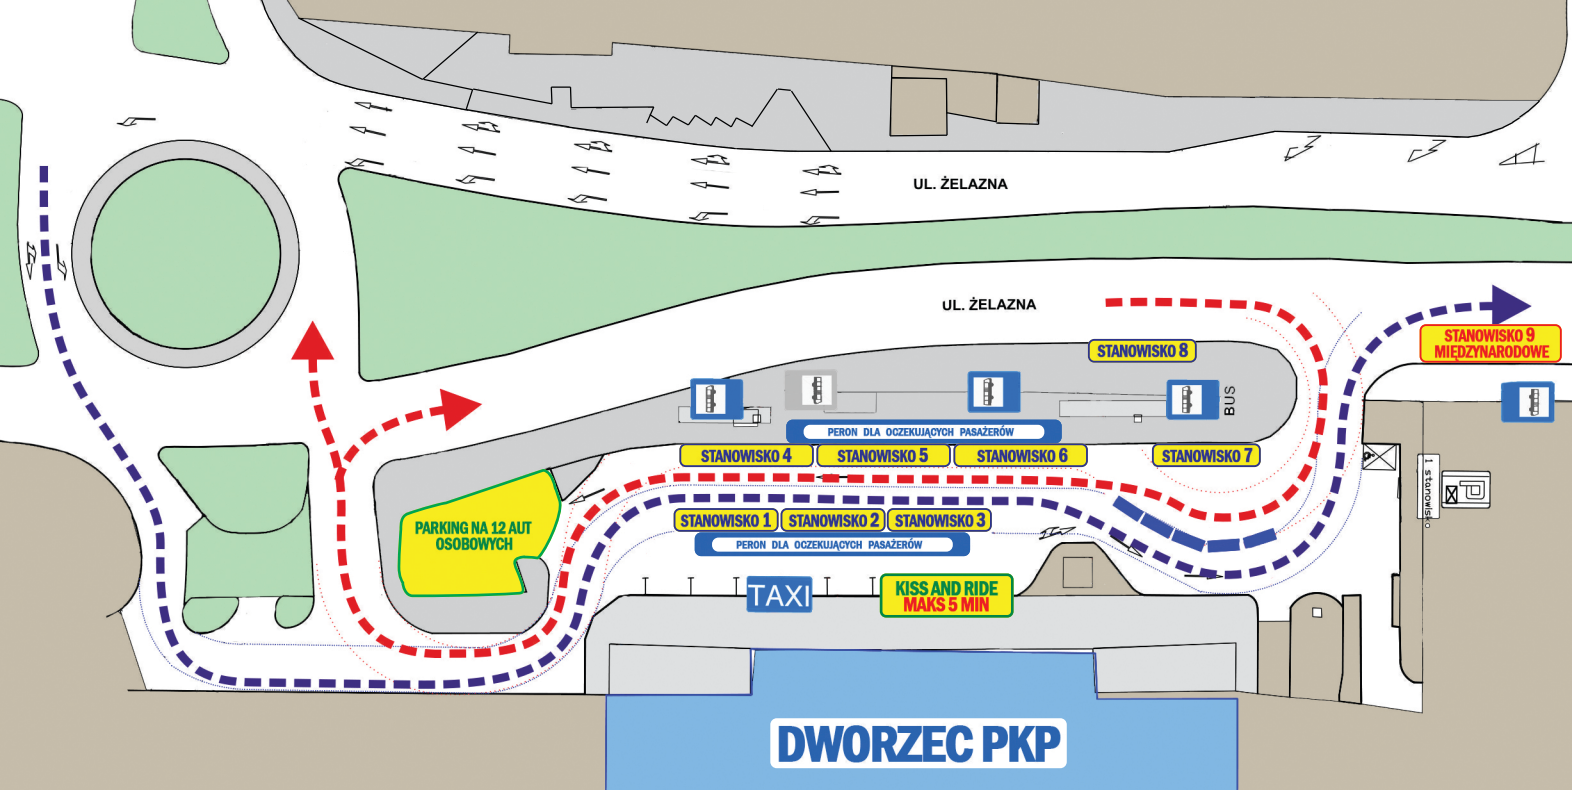 UL. ŻELAZNA
UL. ŻELAZNA
STANOWISKO 9
MIĘDZYNARODOWE
STANOWISKO 8
BUS
PERON DLA OCZEKUJĄCYCH PASAŻERÓW
STANOWISKO 4
STANOWISKO 5
STANOWISKO 6
STANOWISKO 7
1 stanowisko
P
PARKING NA 12 AUT
OSOBOWYCH
STANOWISKO 1
STANOWISKO 2
STANOWISKO 3
PERON DLA OCZEKUJĄCYCH PASAŻERÓW
TAXI
KISS AND RIDE
MAKS 5 MIN
DWORZEC PKP